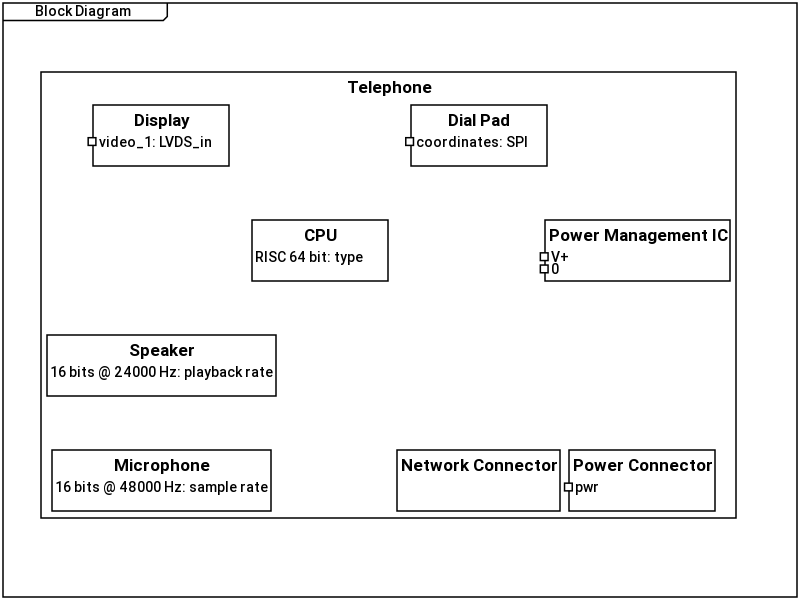 Block Diagram
Telephone
Display
video_1: LVDS_in
Dial Pad
coordinates: SPI
CPU
RISC 64 bit: type
Power Management IC
V+
0
Speaker
16 bits @ 24000 Hz: playback rate
Microphone
16 bits @ 48000 Hz: sample rate
Network Connector
Power Connector
pwr